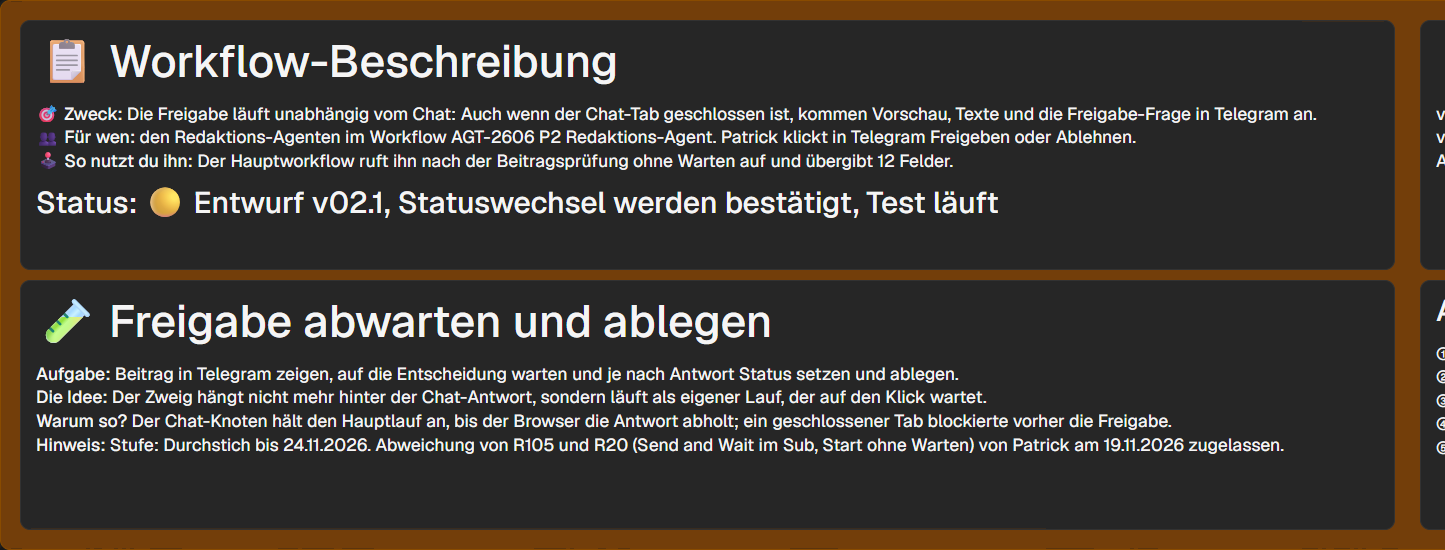 Workflow-Beschreibung
Zweck: Die Freigabe läuft unabhängig vom Chat: Auch wenn der Chat-Tab geschlossen ist, kommen Vorschau, Texte und die Freigabe-Frage in Telegram an.
Für wen: den Redaktions-Agenten im Workflow AGT-2606 P2 Redaktions-Agent. Patrick klickt in Telegram Freigeben oder Ablehnen.
So nutzt du ihn: Der Hauptworkflow ruft ihn nach der Beitragsprüfung ohne Warten auf und übergibt 12 Felder.
Status: Entwurf v02.1, Statuswechsel werden bestätigt, Test läuft
Freigabe abwarten und ablegen
Aufgabe: Beitrag in Telegram zeigen, auf die Entscheidung warten und je nach Antwort Status setzen und ablegen.
Die Idee: Der Zweig hängt nicht mehr hinter der Chat-Antwort, sondern läuft als eigener Lauf, der auf den Klick wartet.
Warum so? Der Chat-Knoten hält den Hauptlauf an, bis der Browser die Antwort abholt; ein geschlossener Tab blockierte vorher die Freigabe.
Hinweis: Stufe: Durchstich bis 24.11.2026. Abweichung von R105 und R20 (Send and Wait im Sub, Start ohne Warten) von Patrick am 19.11.2026 zugelassen.